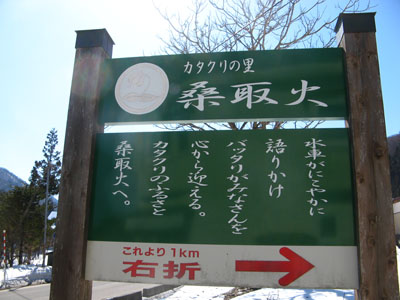 カタクリの里
桑取火
水車がにこやかに
語りかけ
バッタリがみなさんを
心から迎える。
カタクリのふるさと
桑取火へ。
これより1km
右折